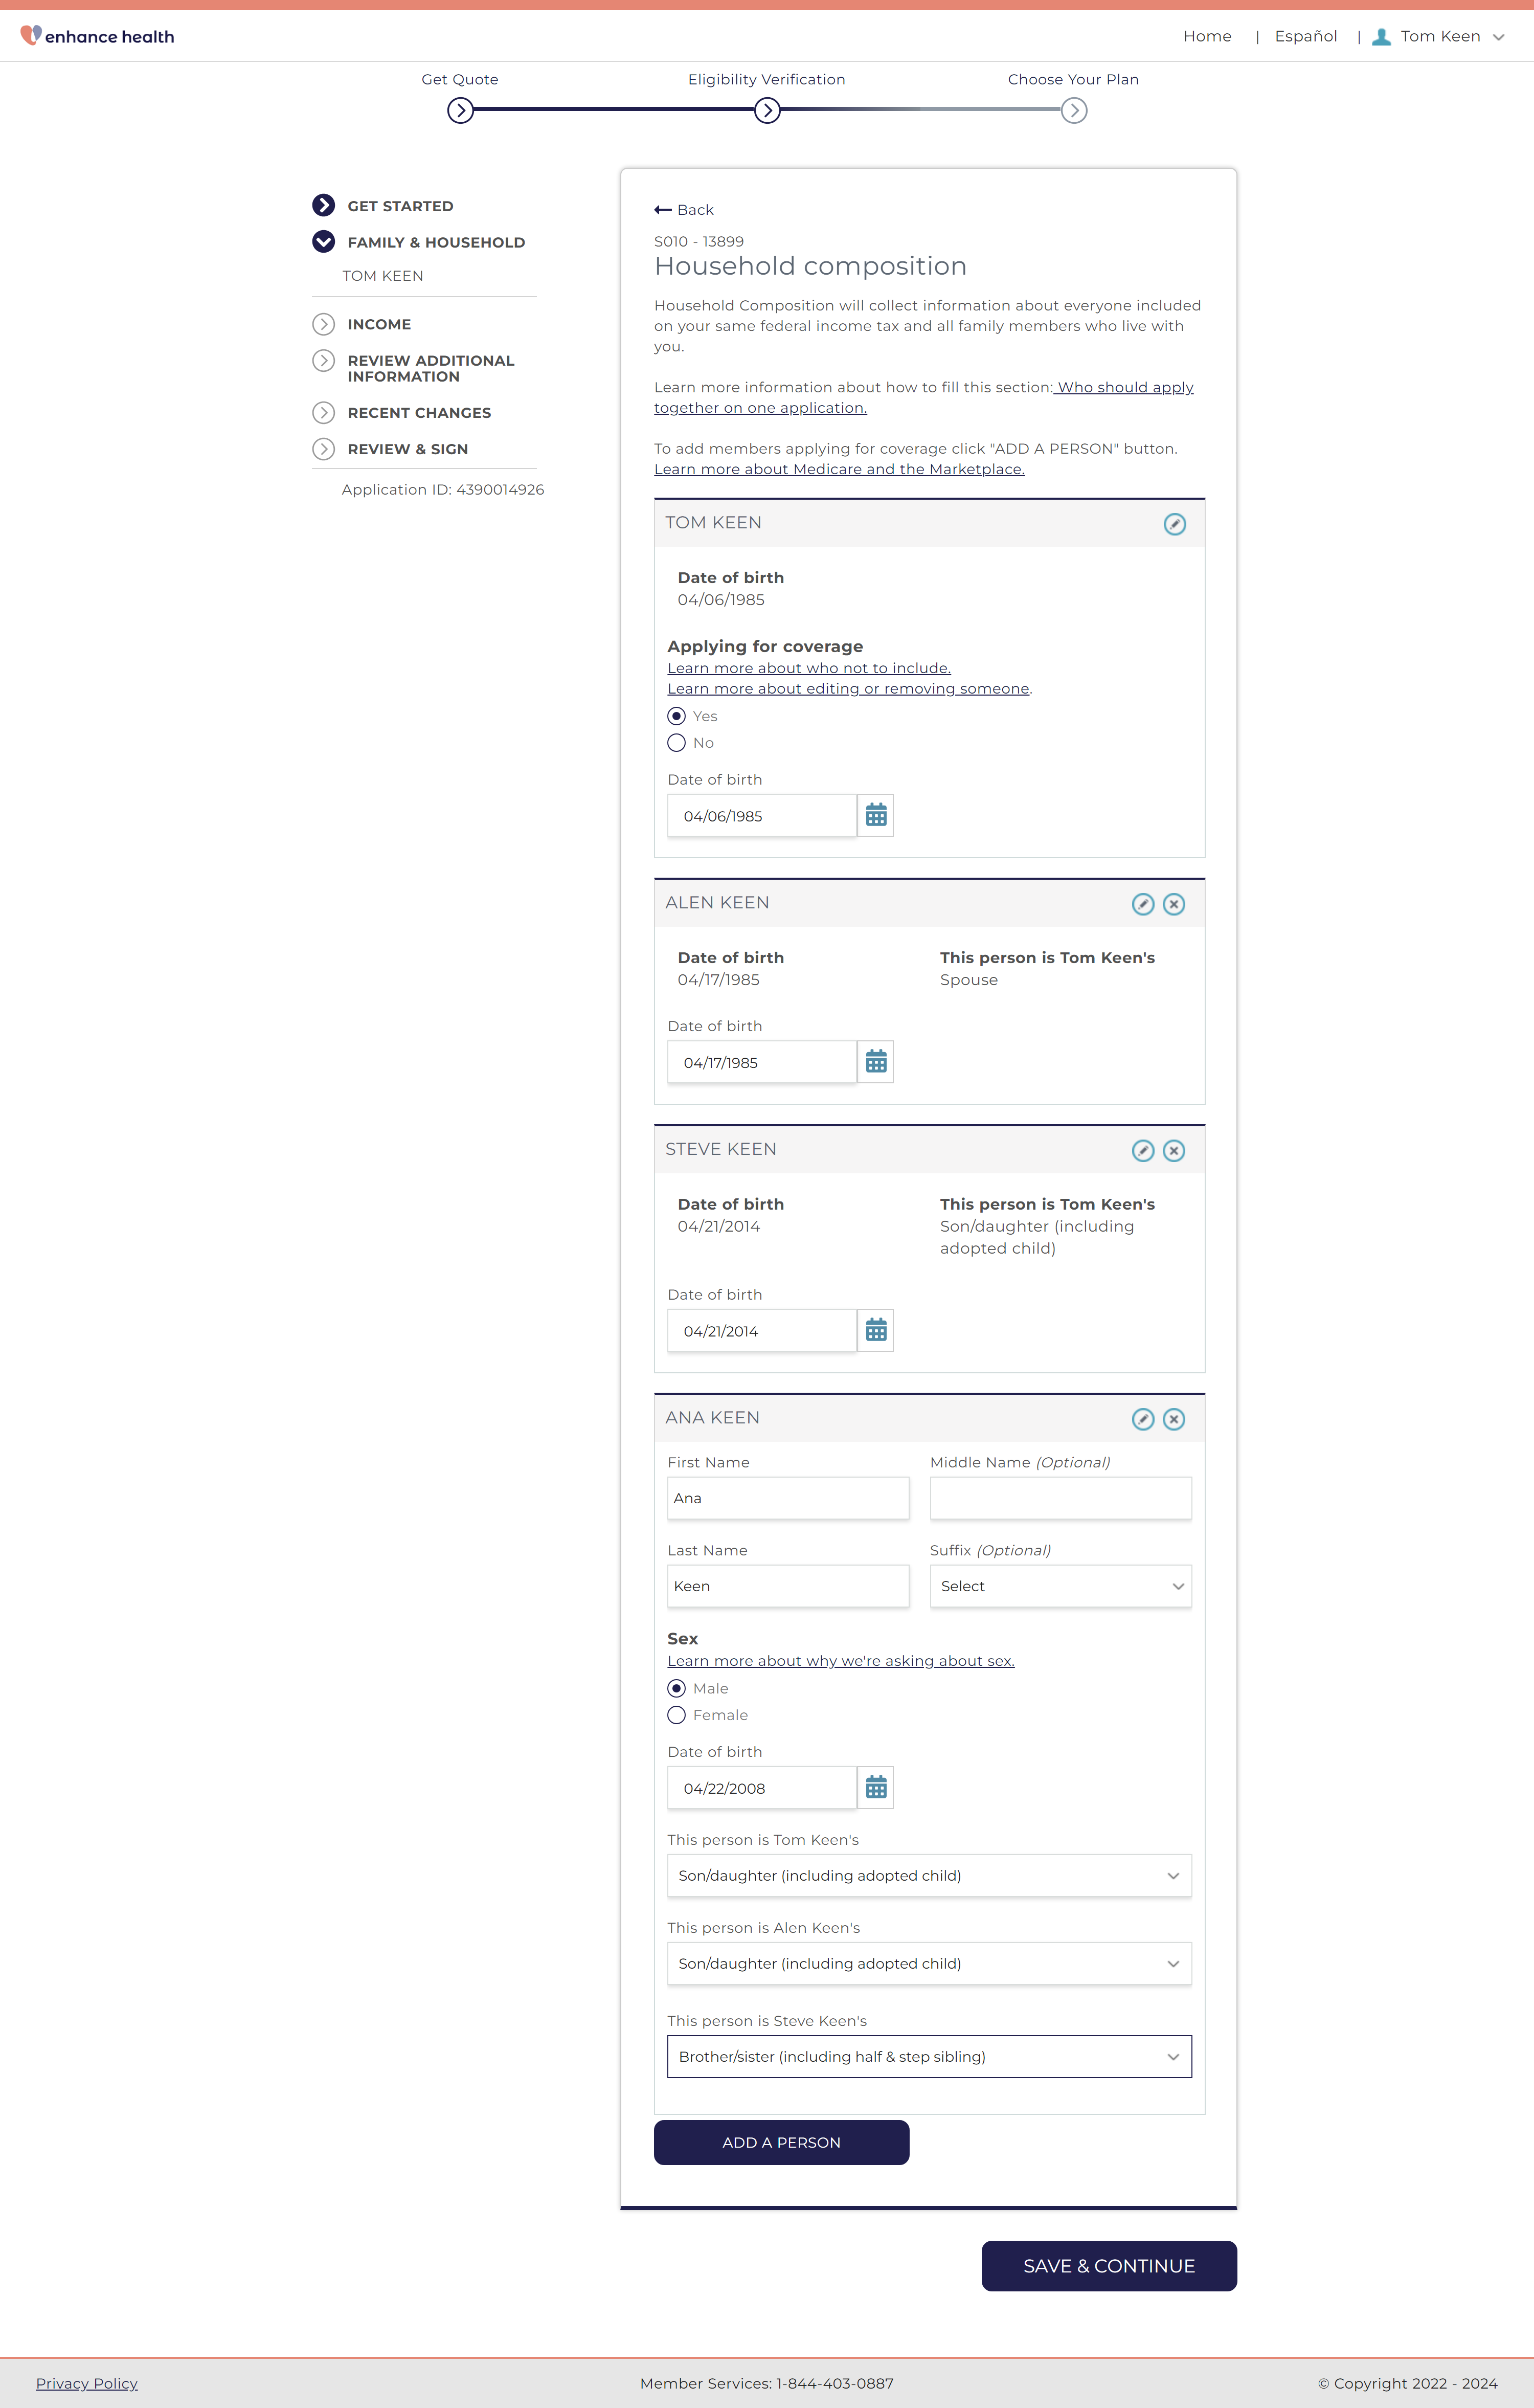 enhance health
Home | Español | Tom Keen
Get Quote
Eligibility Verification
Choose Your Plan
GET STARTED
FAMILY & HOUSEHOLD
TOM KEEN
INCOME
REVIEW ADDITIONAL
INFORMATION
RECENT CHANGES
REVIEW & SIGN
Application ID: 4390014926
Back
S010 - 13899
Household composition
Household Composition will collect information about everyone included
on your same federal income tax and all family members who live with
you.
Learn more information about how to fill this section: Who should apply
together on one application.
To add members applying for coverage click "ADD A PERSON" button.
Learn more about Medicare and the Marketplace.
TOM KEEN
Date of birth
04/06/1985
Applying for coverage
Learn more about who not to include.
Learn more about editing or removing someone.
Yes
No
Date of birth
04/06/1985
ALEN KEEN
Date of birth
04/17/1985
This person is Tom Keen's
Spouse
Date of birth
04/17/1985
STEVE KEEN
Date of birth
04/21/2014
This person is Tom Keen's
Son/daughter (including
adopted child)
Date of birth
04/21/2014
ANA KEEN
First Name
Ana
Middle Name (Optional)
Last Name
Keen
Suffix (Optional)
Select
Sex
Learn more about why we're asking about sex.
Male
Female
Date of birth
04/22/2008
This person is Tom Keen's
Son/daughter (including adopted child)
This person is Alen Keen's
Son/daughter (including adopted child)
This person is Steve Keen's
Brother/sister (including half & step sibling)
ADD A PERSON
SAVE & CONTINUE
Privacy Policy
Member Services: 1-844-403-0887
© Copyright 2022 - 2024